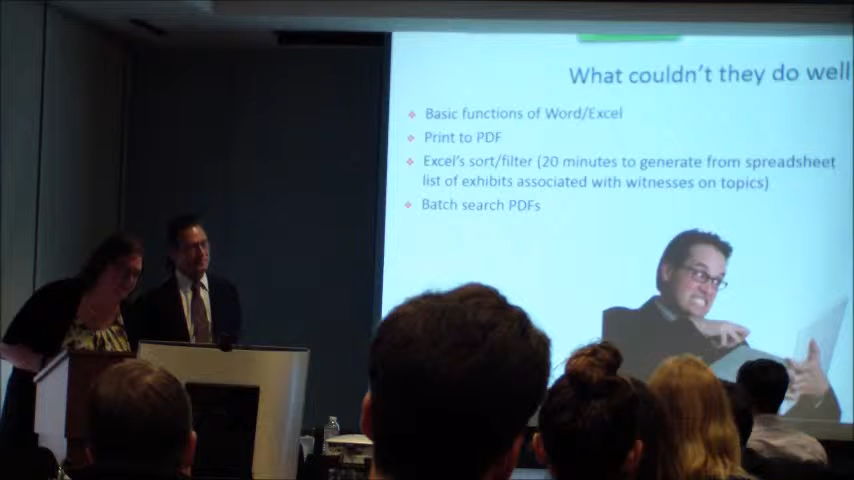 What couldn't they do well
Basic functions of Word/Excel
Print to PDF
Excel's sort/filter (20 minutes to generate from spreadsheet
list of exhibits associated with witnesses on topics)
Batch search PDFs